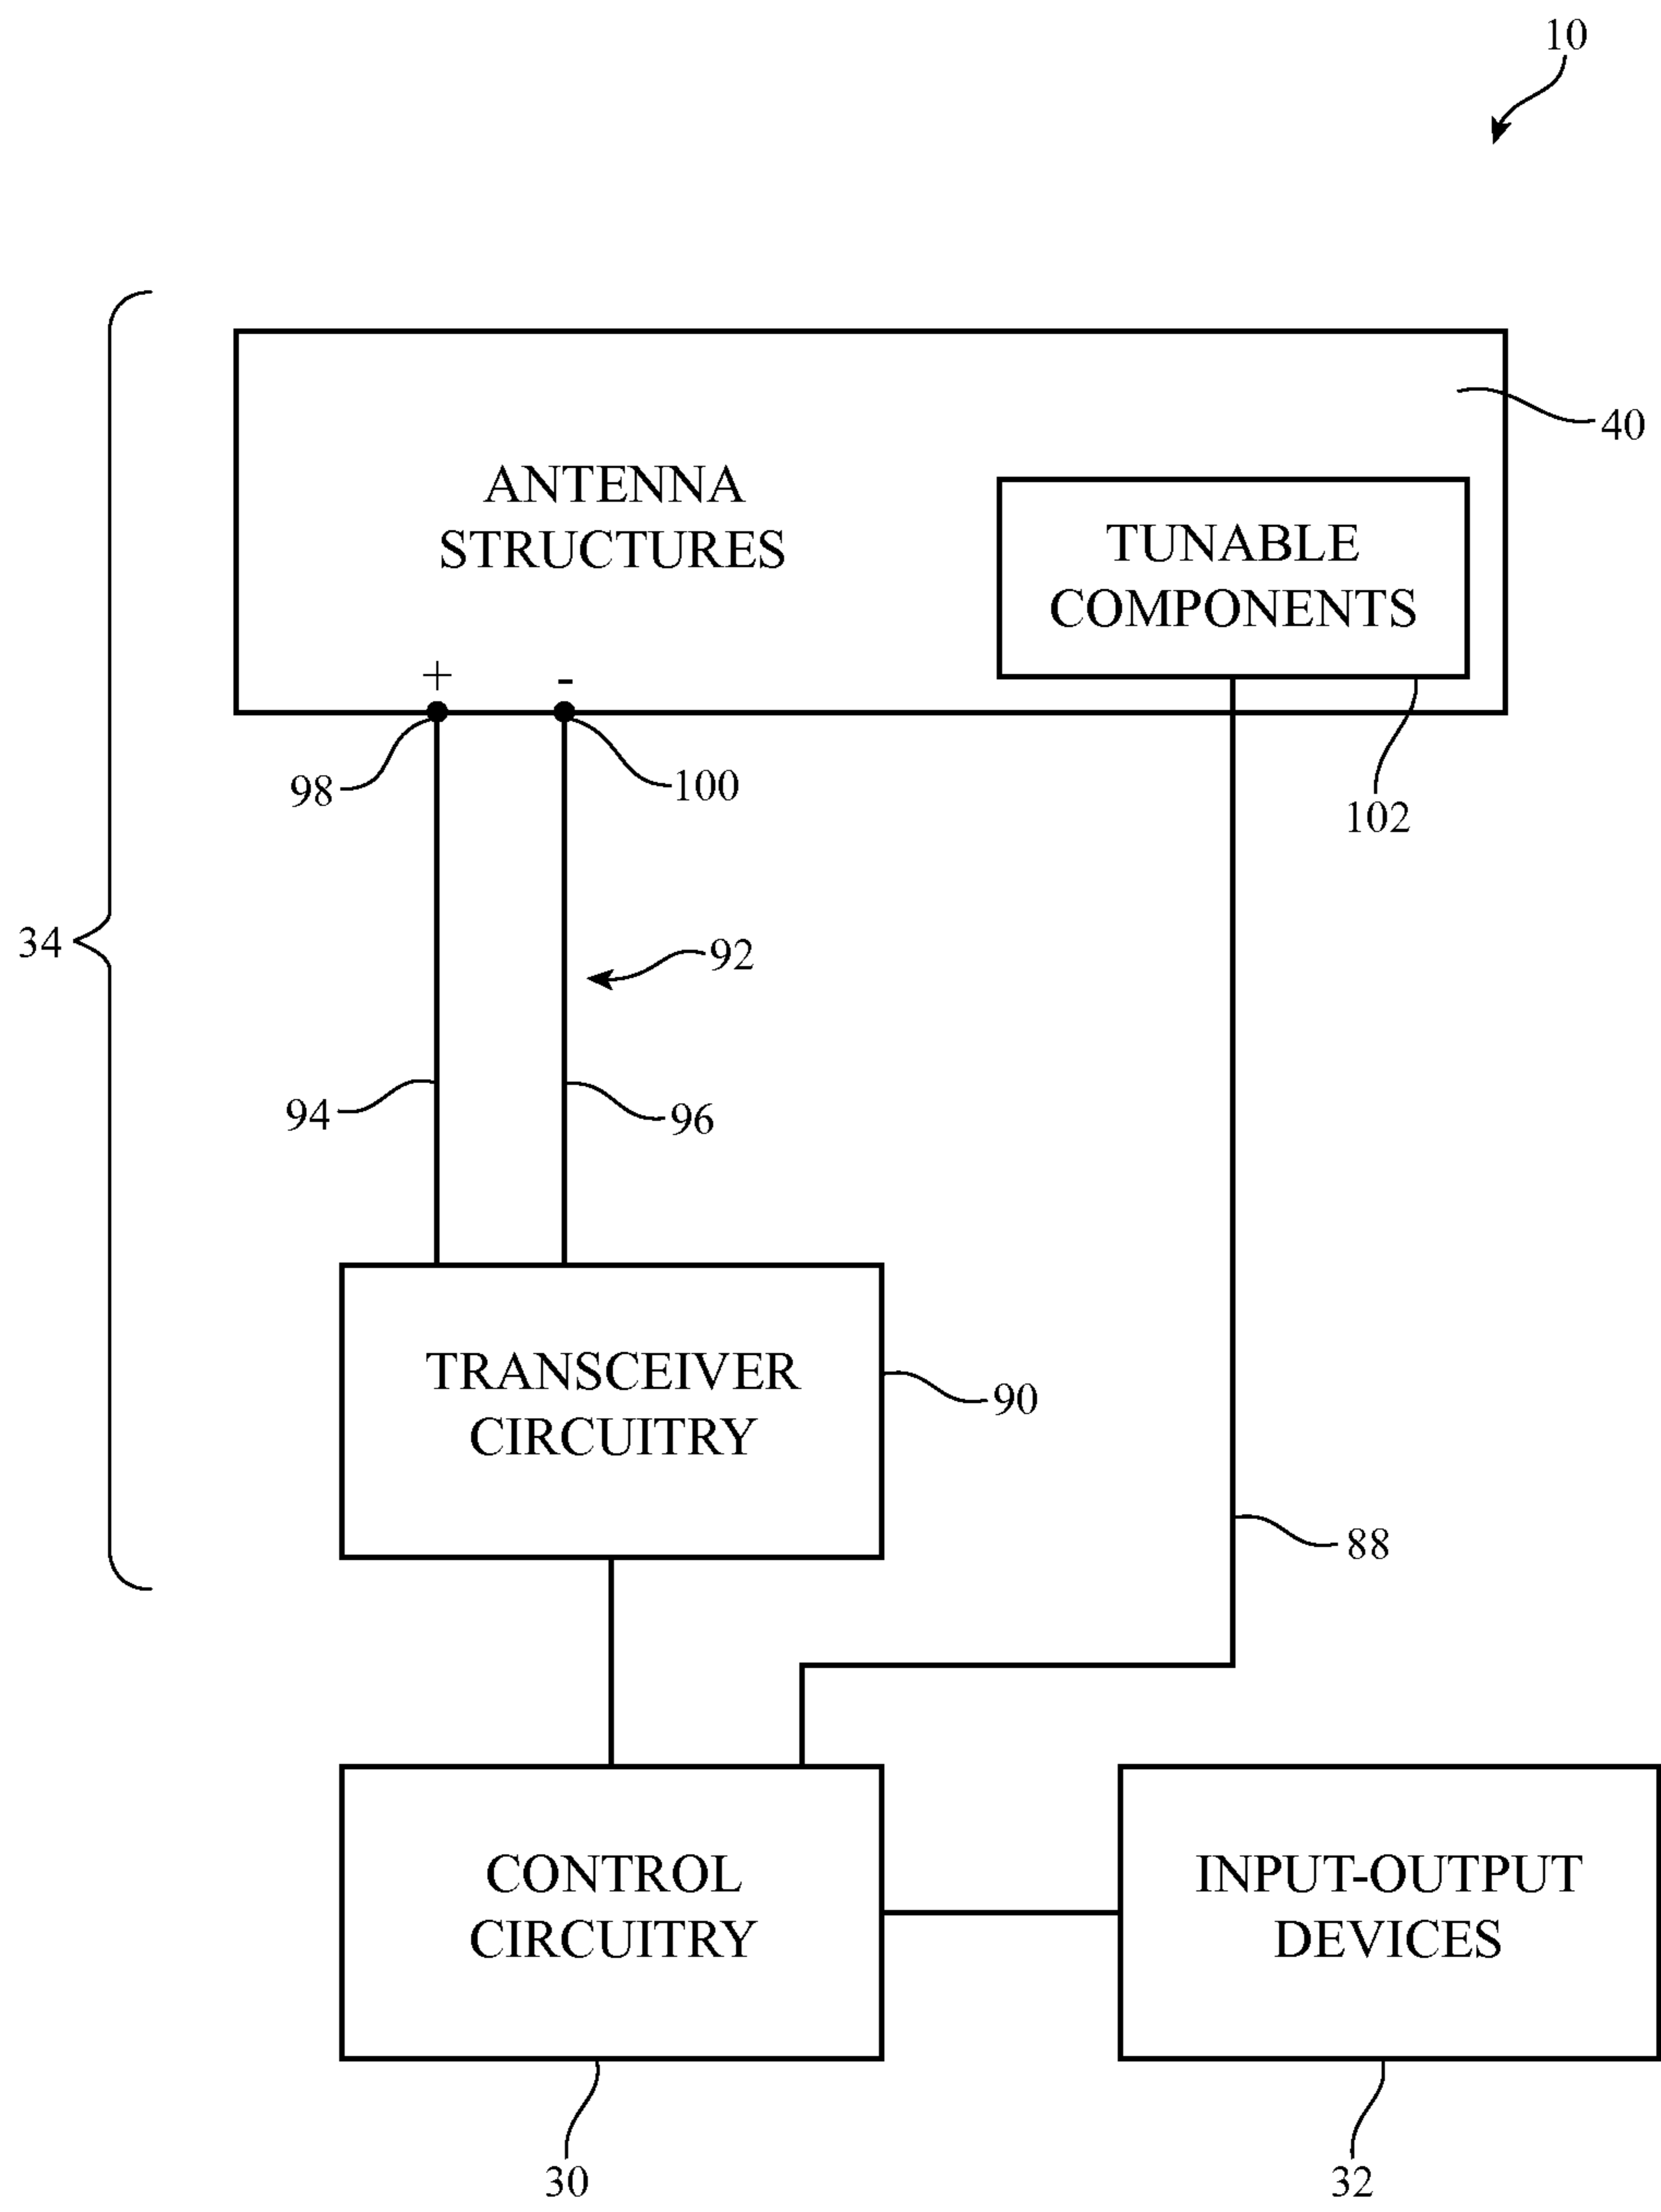 10
40
ANTENNA
STRUCTURES
TUNABLE
COMPONENTS
+
-
98
100
102
34
92
94
96
TRANSCEIVER
CIRCUITRY
90
88
CONTROL
CIRCUITRY
INPUT-OUTPUT
DEVICES
30
32